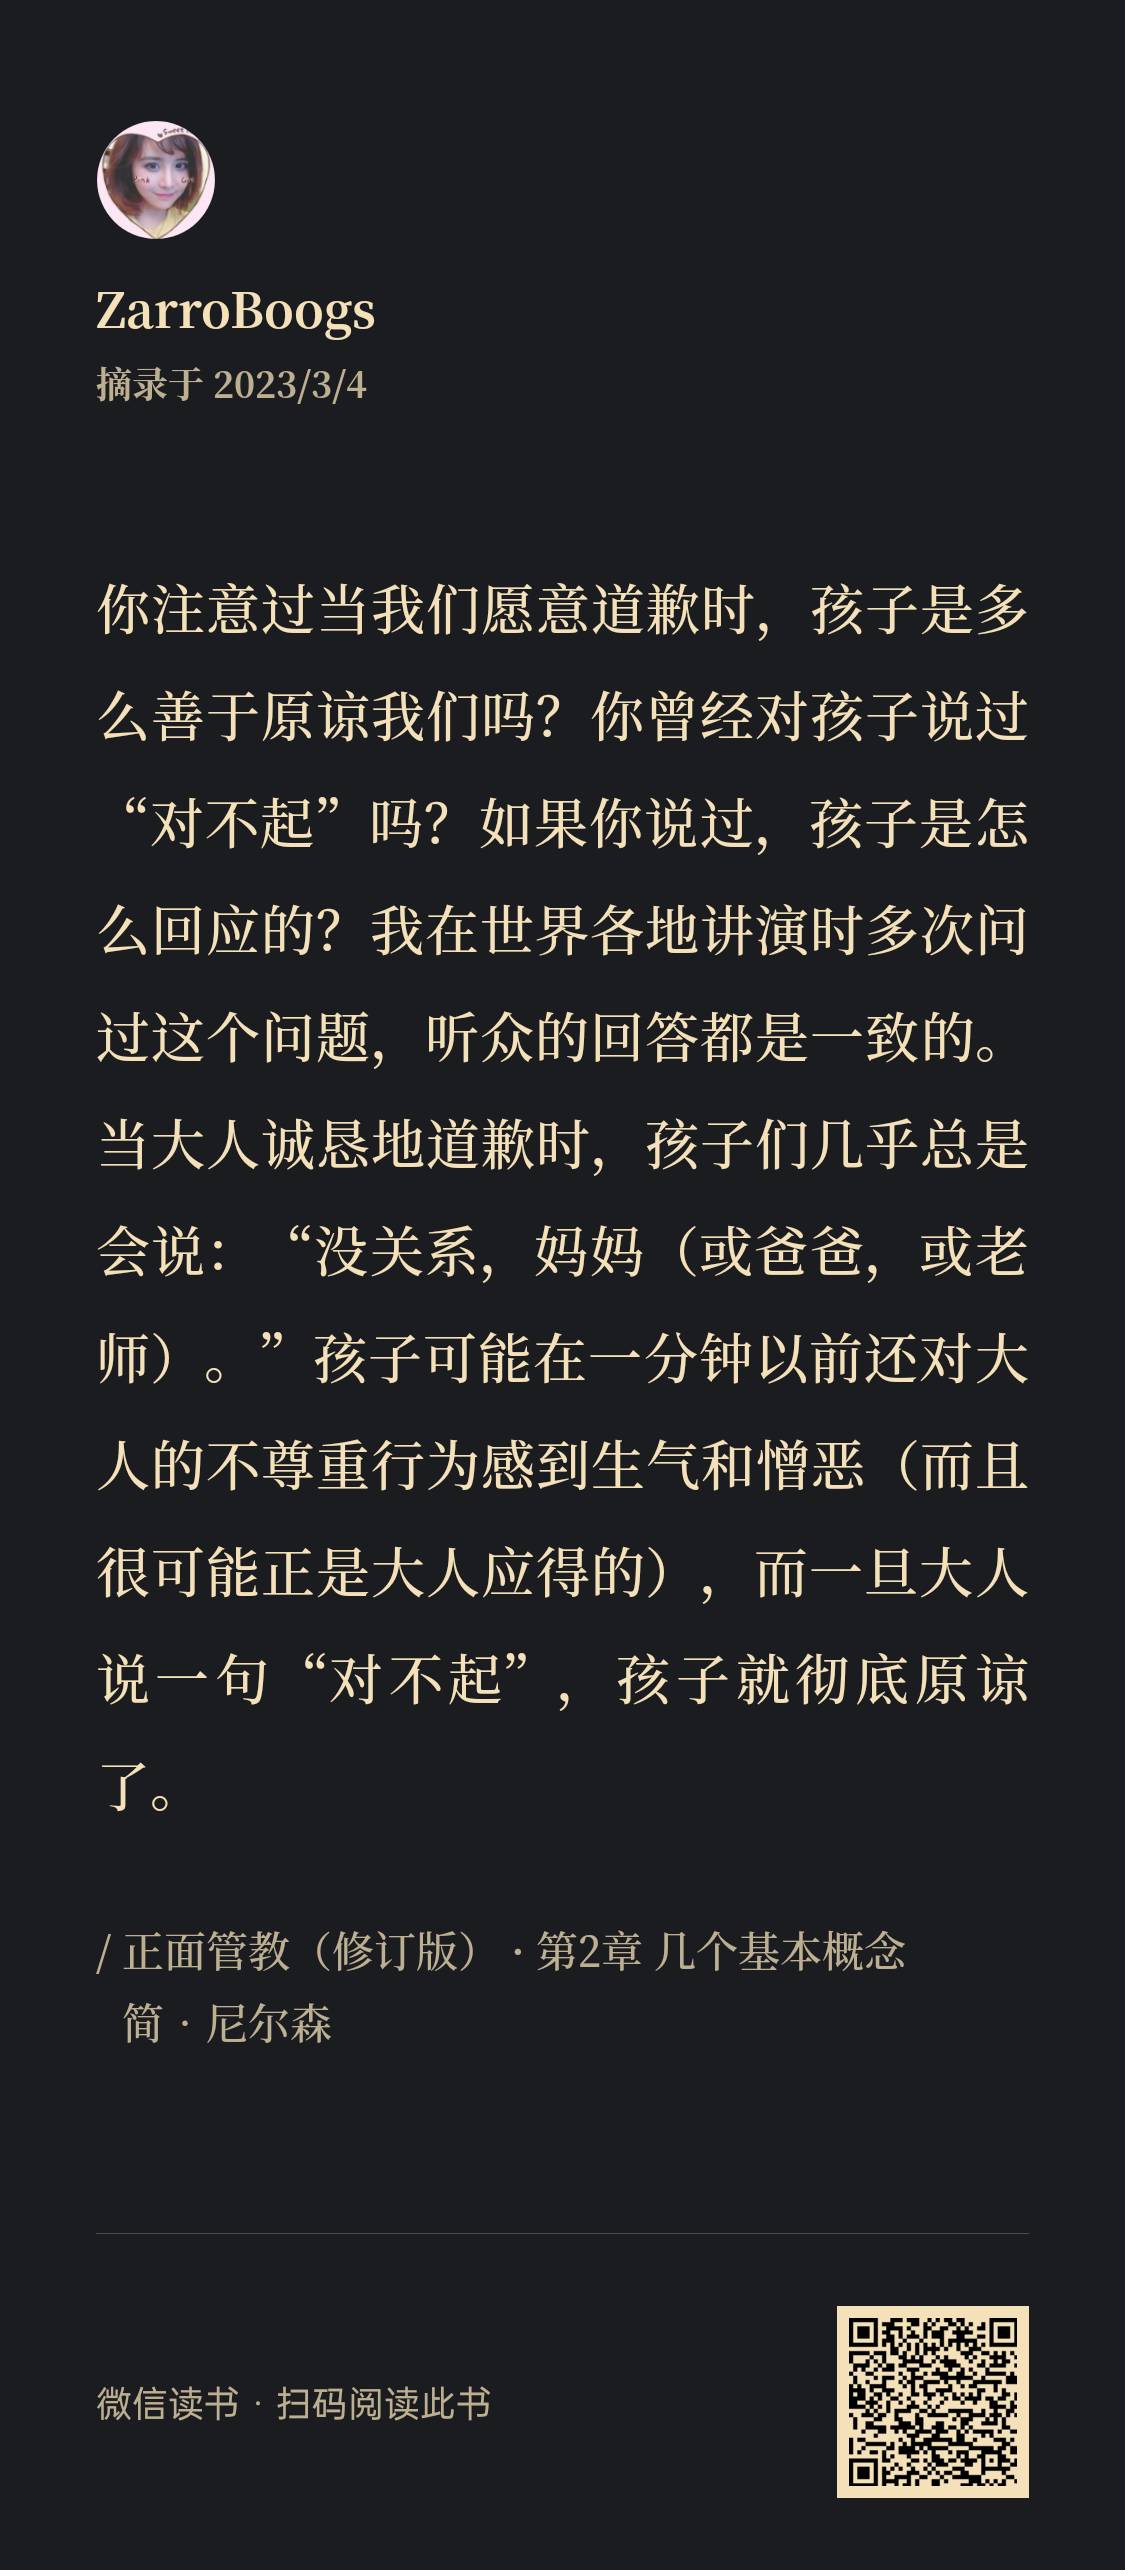 ZarroBoogs
摘录于 2023/3/4
你注意过当我们愿意道歉时，孩子是多
么善于原谅我们吗？你曾经对孩子说过
“对不起”吗？如果你说过，孩子是怎
么回应的？我在世界各地讲演时多次问
过这个问题，听众的回答都是一致的。
当大人诚恳地道歉时，孩子们几乎总是
会说：“没关系，妈妈（或爸爸，或老
师）。”孩子可能在一分钟以前还对大
人的不尊重行为感到生气和憎恶（而且
很可能正是大人应得的），而一旦大人
说一句“对不起”，孩子就彻底原谅
了。
/ 正面管教（修订版） · 第2章 几个基本概念
简 · 尼尔森
微信读书 · 扫码阅读此书